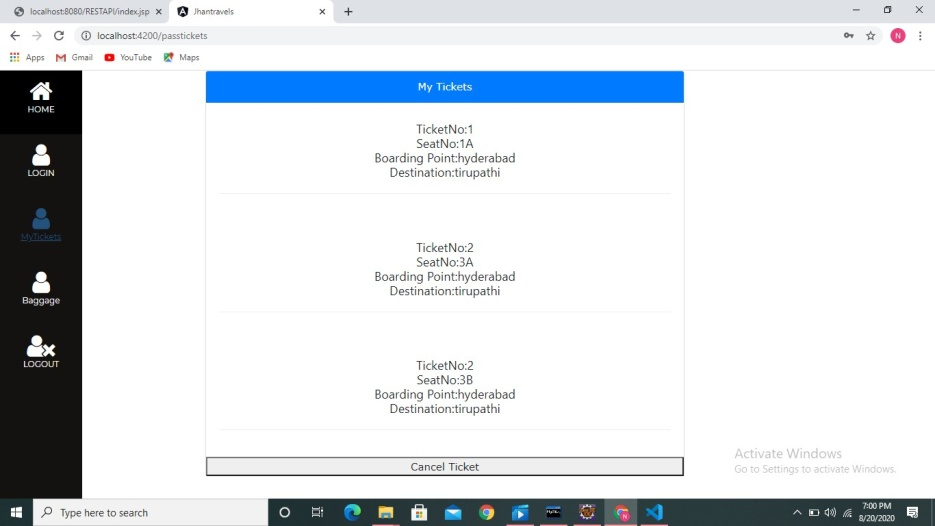 localhost:8080/RESTAPI/index.jsp
Jhantravels
localhost:4200/passtickets
Apps
Gmail
YouTube
Maps
HOME
LOGIN
MyTickets
Baggage
LOGOUT
My Tickets
TicketNo:1
SeatNo:1A
Boarding Point:hyderabad
Destination:tirupathi
TicketNo:2
SeatNo:3A
Boarding Point:hyderabad
Destination:tirupathi
TicketNo:2
SeatNo:3B
Boarding Point:hyderabad
Destination:tirupathi
Cancel Ticket
Activate Windows
Go to Settings to activate Windows.
Type here to search
7:00 PM
8/20/2020